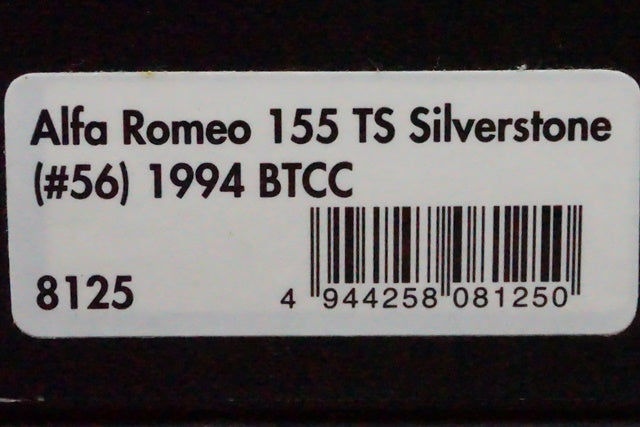 Alfa Romeo 155 TS Silverstone
(#56) 1994 BTCC
8125
4 944258 081250